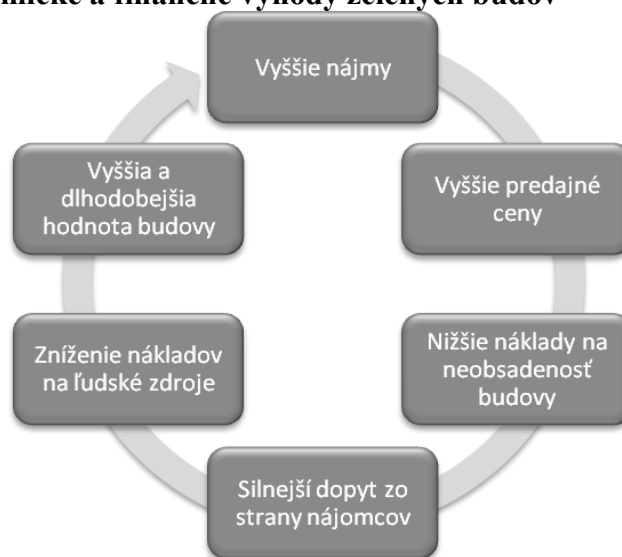 a finančné výhody zelených budov
Vyššie nájmy
Vyššie predajné
ceny
Nižšie náklady na
neobsadenosť
budovy
Silnejší dopyt zo
strany nájomcov
Zníženie nákladov
na ľudské zdroje
Vyššia a
dlhodobejšia
hodnota budovy